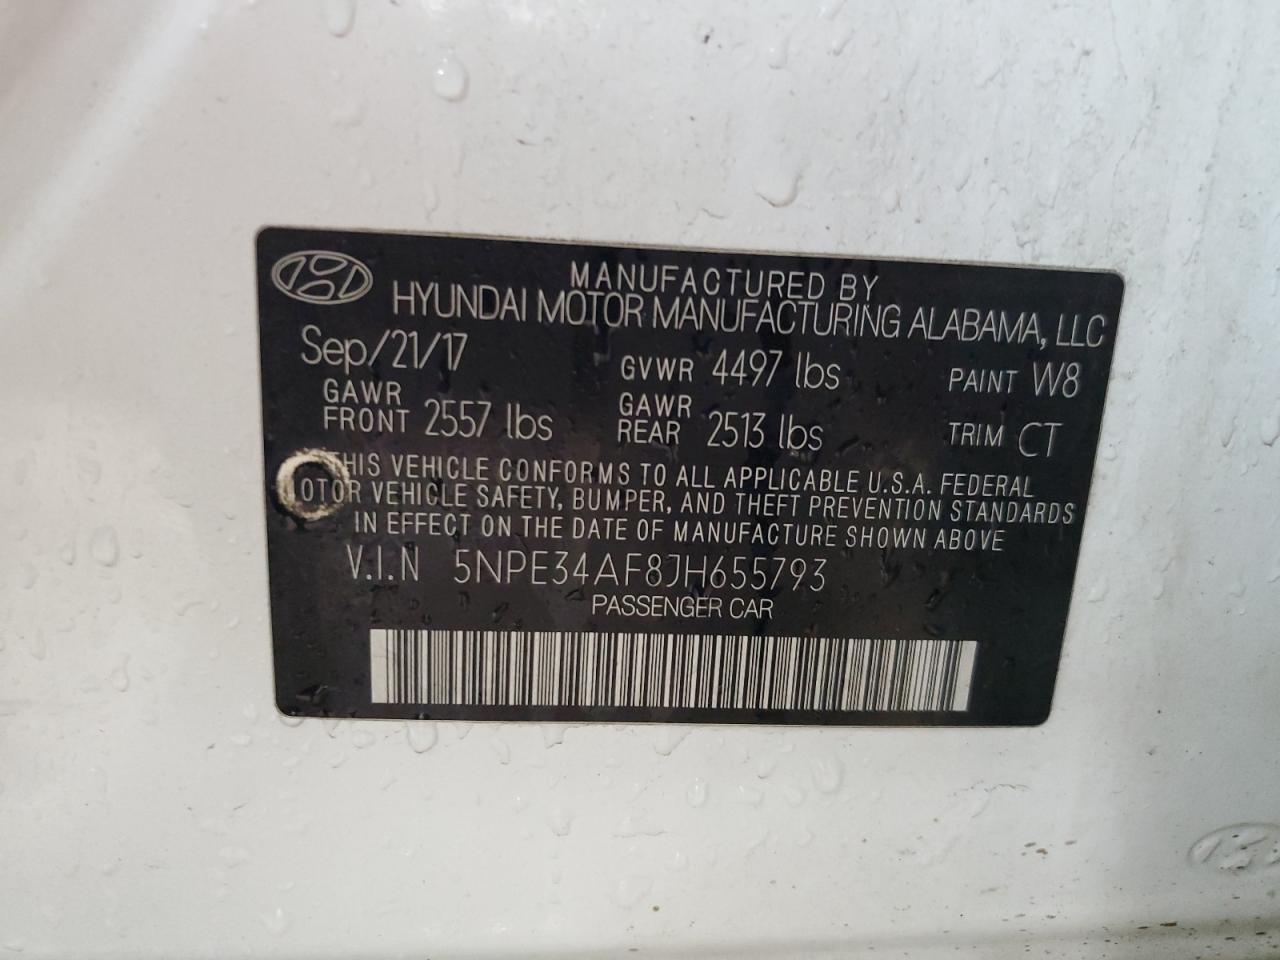 MANUFACTURED BY
HYUNDAI MOTOR MANUFACTURING ALABAMA, LLC
Sep/21/17 GVWR 4497 lbs PAINT W8
GAWR FRONT 2557 lbs GAWR REAR 2513 lbs TRIM CT
THIS VEHICLE CONFORMS TO ALL APPLICABLE U.S.A. FEDERAL
OTOR VEHICLE SAFETY, BUMPER, AND THEFT PREVENTION STANDARDS
IN EFFECT ON THE DATE OF MANUFACTURE SHOWN ABOVE
V.I.N 5NPE34AF8JH655793
PASSENGER CAR